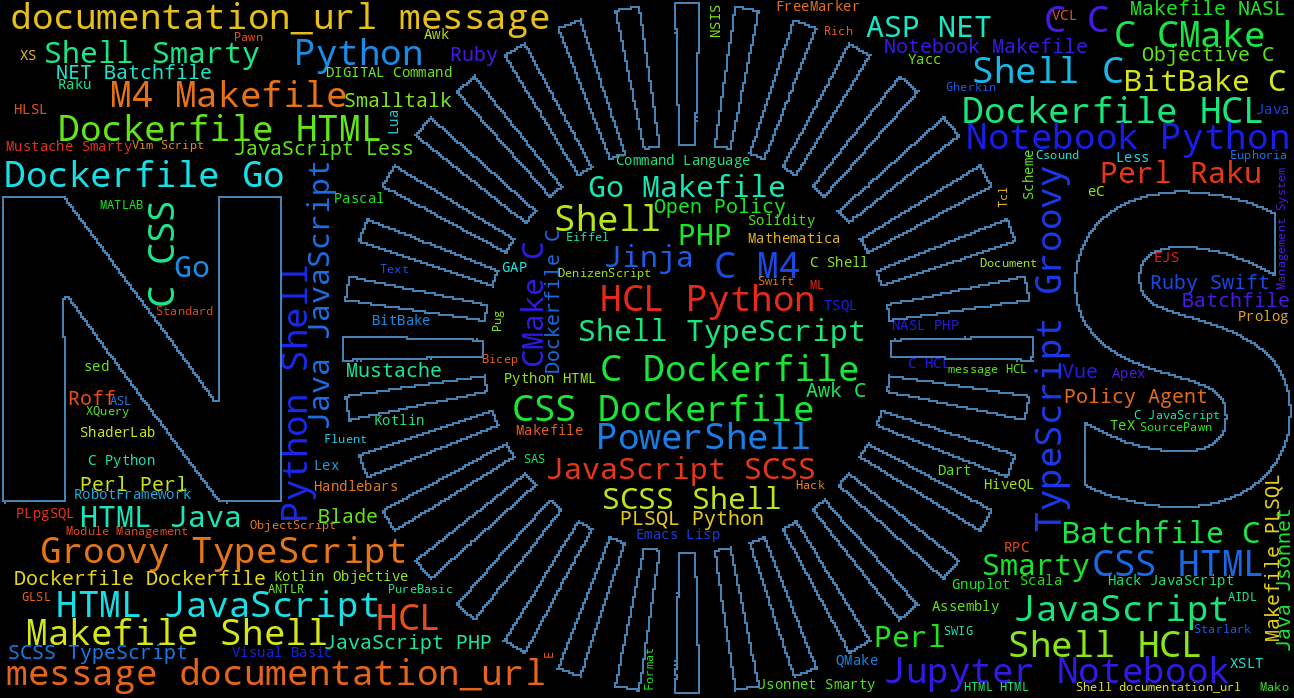 documentation_url message
FreeMarker
NSIS
Makefile NASL
VCL
C C
ASP NET
Rich
C CMake
Awk
Pawn
XS
Shell Smarty
Python
Ruby
Notebook Makefile
Objective C
Yacc
NET Batchfile
DIGITAL Command
Shell C
BitBake C
Raku
M4 Makefile
Smalltalk
Gherkin
HLSL
Dockerfile HCL
Java
Lua
Dockerfile HTML
Notebook Python
Mustache Smarty
Vim Script
JavaScript Less
Command Language
Scheme
Csound
Less
Euphoria
Dockerfile Go
Perl Raku
Go Makefile
Tcl
eC
Management System
MATLAB
Pascal
Open Policy
Shell
Solidity
C CSS
Java JavaScript
PHP
Eiffel
Mathematica
TypeScript Groovy
N
S
Go
Text
Jinja
C M4
C Shell
Document
EJS
GAP
DenizenScript
Swift
ML
Ruby Swift
CMake C
Dockerfile C
HCL Python
TSQL
Batchfile
Standard
Prolog
Python Shell
BitBake
Pug
Shell TypeScript
NASL PHP
Bicep
C HCL
message HCL
sed
Mustache
Python HTML
C Dockerfile
Vue
Apex
Roff
ASL
Awk C
Policy Agent
XQuery
CSS Dockerfile
C JavaScript
ShaderLab
Kotlin
Makefile
PowerShell
TeX
SourcePawn
Fluent
C Python
Lex
SAS
JavaScript SCSS
Dart
Perl Perl
Handlebars
Hack
HiveQL
RobotFramework
SCSS Shell
PLpgSQL
HTML Java
Blade
PLSQL Python
Makefile PLSQL
Java Jsonnet
Module Management
ObjectScript
Emacs Lisp
Batchfile C
Groovy TypeScript
RPC
Smarty
CSS HTML
Dockerfile Dockerfile
Kotlin Objective
Gnuplot
Scala
Hack JavaScript
ANTLR
PureBasic
GLSL
HTML JavaScript
HCL
Assembly
JavaScript
AIDL
Makefile Shell
JavaScript PHP
Perl
SWIG
Shell HCL
Starlark
SCSS TypeScript
Visual Basic
E
Format
QMake
XSLT
message documentation_url
Jupyter Notebook
Jsonnet Smarty
HTML HTML
Shell documentation_url
Mako